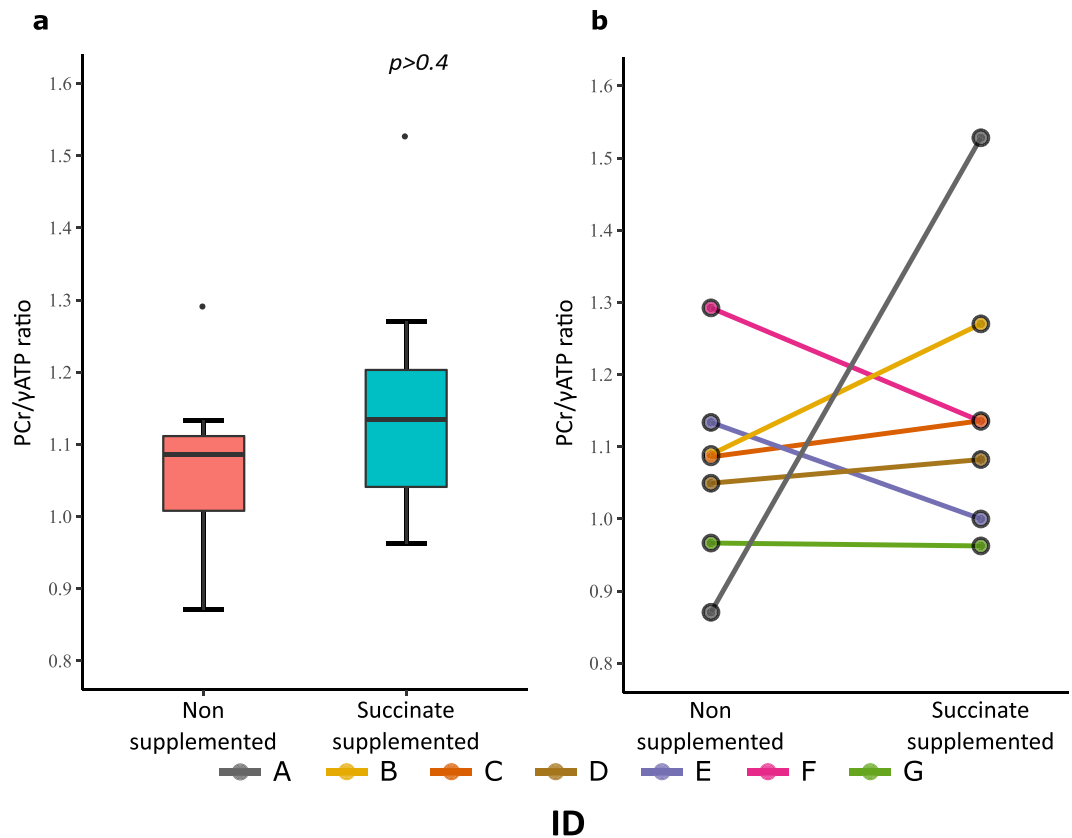 a
p>0.4
1.6
1.5
1.4
1.3
1.2
1.1
1.0
0.9
0.8
PCr/γATP ratio
Non
supplemented
Succinate
supplemented
b
1.6
1.5
1.4
1.3
1.2
1.1
1.0
0.9
0.8
PCr/γATP ratio
Non
supplemented
Succinate
supplemented
A B C D E F G
ID